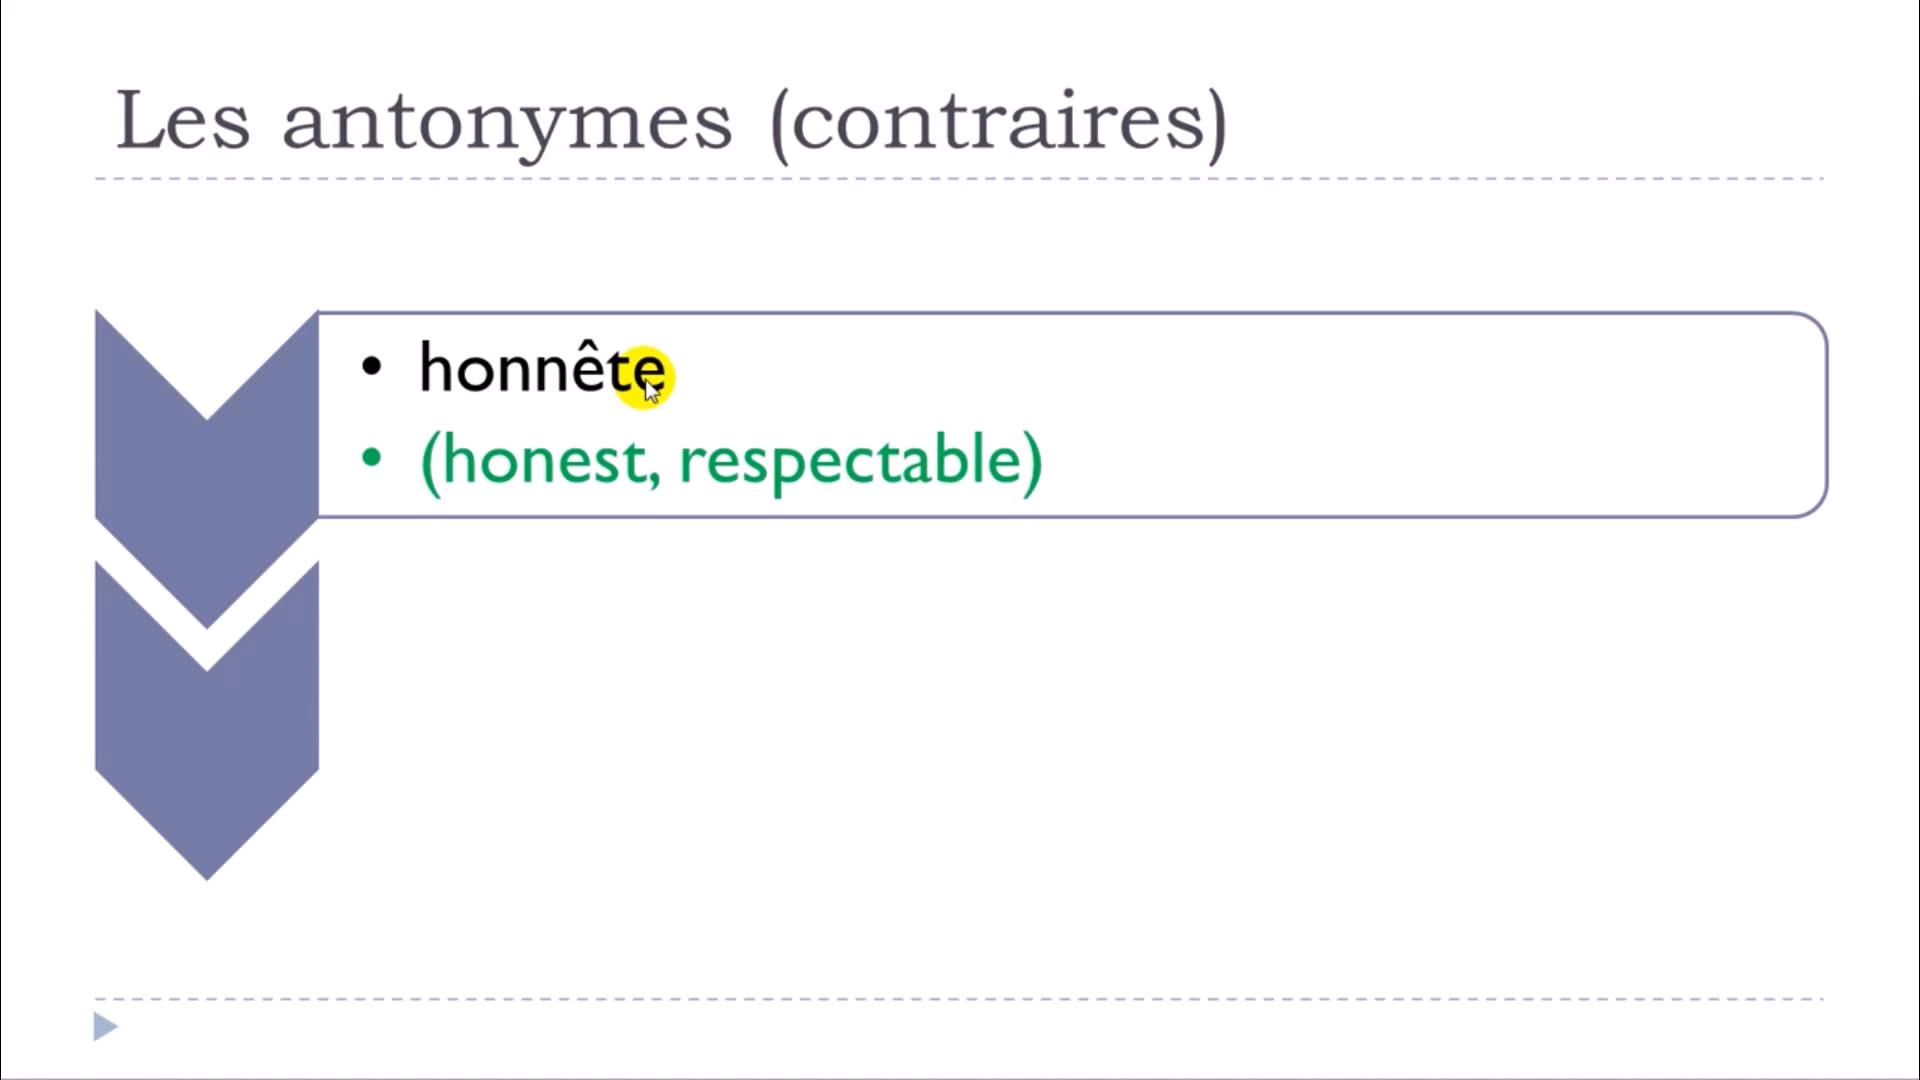 Les antonymes (contraires)
• honnête
• (honest, respectable)